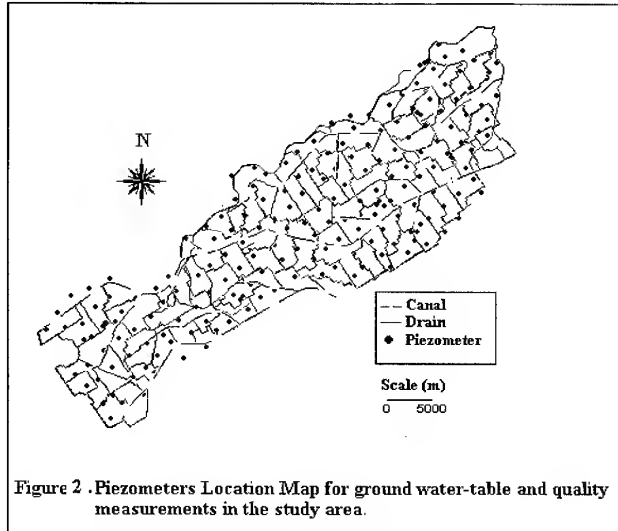 N
Canal
Drain
Piezometer
Scale (m)
0 5000
Figure 2 .Piezometers Location Map for ground water-table and quality
measurements in the study area.